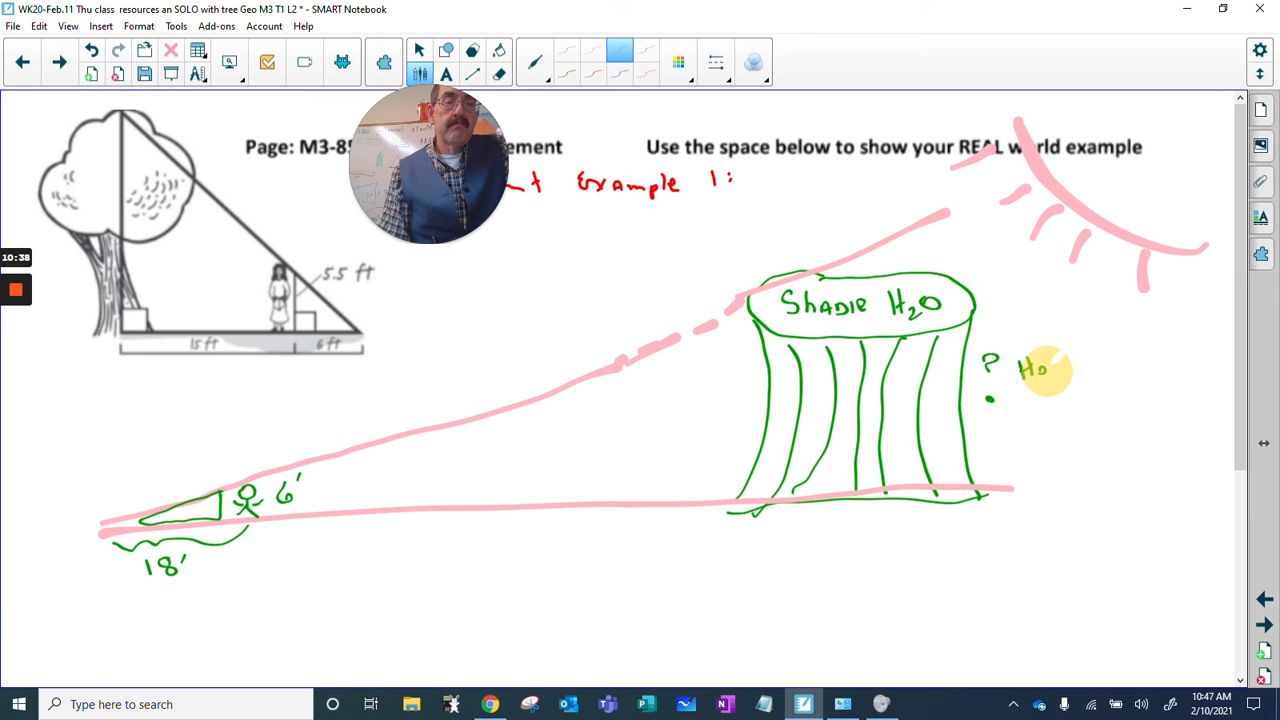 WK20-Feb.11 Thu class resources an SOLO with tree Geo M3 T1 L2 * - SMART Notebook
File Edit View Insert Format Tools Add-ons Account Help
Page: M3-85 Use the space below to show your REAL world example
Example 1:
5.5 ft
10:38
15 ft 6 ft
SHADIE H2O
? Ho
6'
18'
Type here to search
10:47 AM
2/10/2021